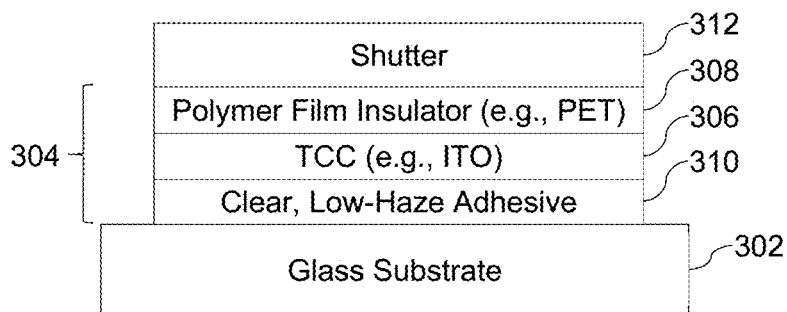 Shutter
312
Polymer Film Insulator (e.g., PET)
308
TCC (e.g., ITO)
306
304
Clear, Low-Haze Adhesive
310
Glass Substrate
302